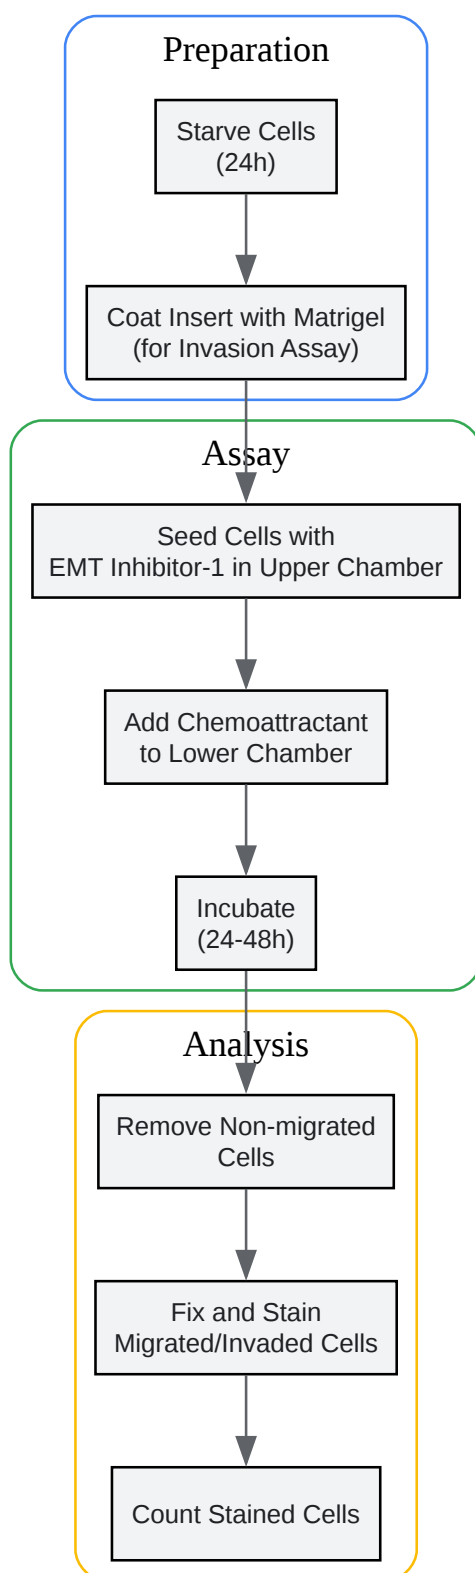 Preparation
Starve Cells
(24h)
Coat Insert with Matrigel
(for Invasion Assay)
Assay
Seed Cells with
EMT Inhibitor-1 in Upper Chamber
Add Chemoattractant
to Lower Chamber
Incubate
(24-48h)
Analysis
Remove Non-migrated
Cells
Fix and Stain
Migrated/Invaded Cells
Count Stained Cells